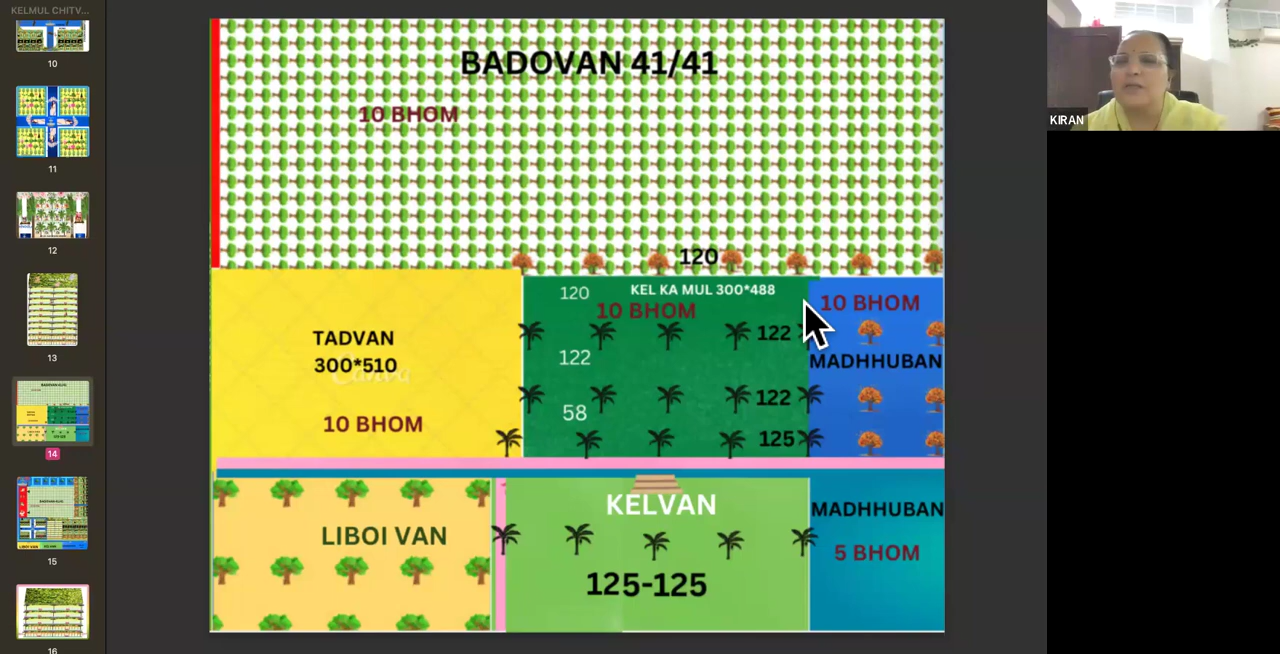 KELMUL CHITV...
10
11
12
13
14
15
16
BADOVAN 41/41
10 BHOM
120
TADVAN
300*510
Canva
10 BHOM
120
KEL KA MUL 300*488
10 BHOM
122
122
122
58
125
10 BHOM
MADHHUBAN
LIBOI VAN
KELVAN
125-125
MADHHUBAN
5 BHOM
KIRAN